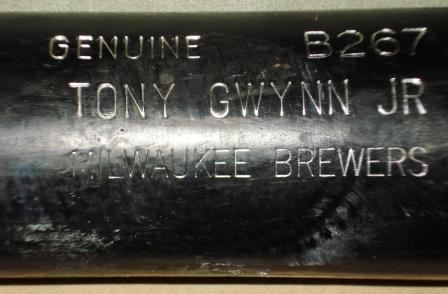 GENUINE B267
TONY GWYNN JR
MILWAUKEE BREWERS